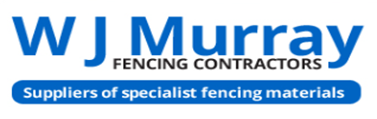 W J Murray
FENCING CONTRACTORS
Suppliers of specialist fencing materials